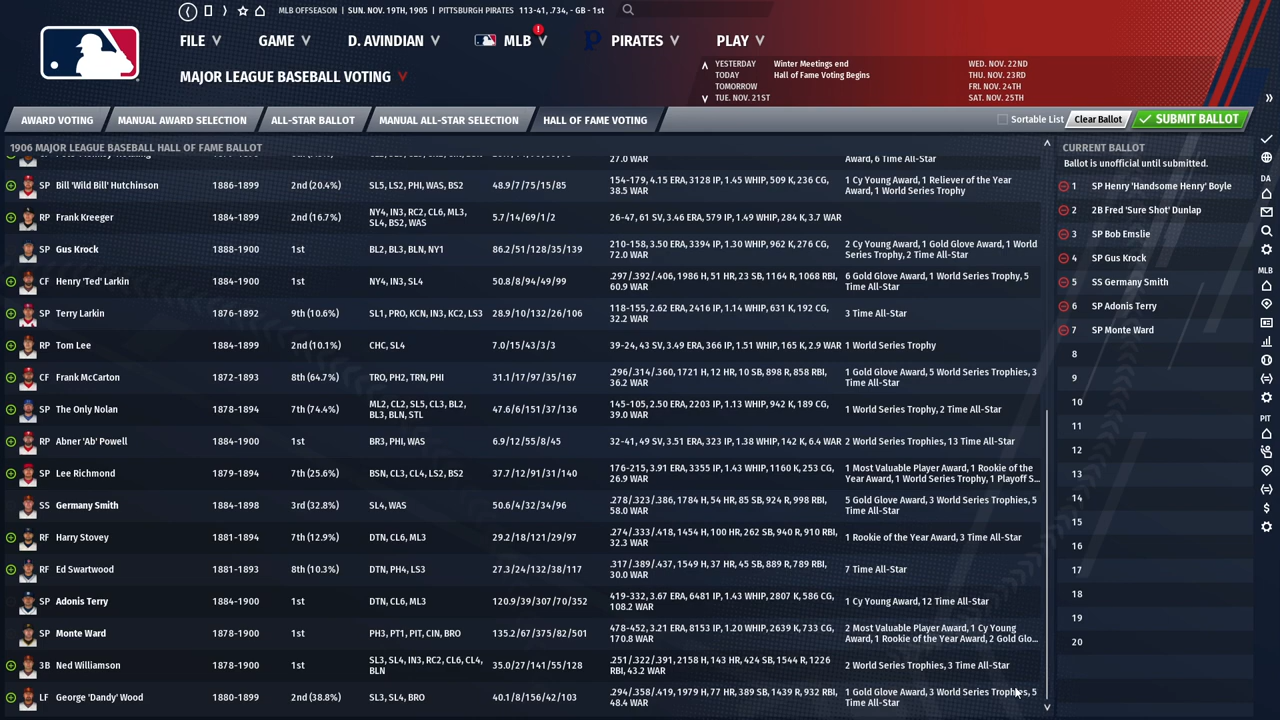 MLB OFFSEASON | SUN. NOV. 19TH, 1905 | PITTSBURGH PIRATES 113-41, .734, - GB - 1st
FILE GAME D. AVINDIAN MLB PIRATES PLAY
MAJOR LEAGUE BASEBALL VOTING
YESTERDAY Winter Meetings end WED. NOV. 22ND
TODAY Hall of Fame Voting Begins THU. NOV. 23RD
TOMORROW FRI. NOV. 24TH
TUE. NOV. 21ST SAT. NOV. 25TH
AWARD VOTING MANUAL AWARD SELECTION ALL-STAR BALLOT MANUAL ALL-STAR SELECTION HALL OF FAME VOTING Sortable List Clear Ballot SUBMIT BALLOT
1906 MAJOR LEAGUE BASEBALL HALL OF FAME BALLOT
27.0 WAR Award, 6 Time All-Star
SP Bill 'Wild Bill' Hutchinson 1886-1899 2nd (20.4%) SL5, LS2, PHI, WAS, BS2 48.9/7/75/15/85 154-179, 4.15 ERA, 3128 IP, 1.45 WHIP, 509 K, 236 CG, 1 Cy Young Award, 1 Reliever of the Year
38.5 WAR Award, 1 World Series Trophy
RP Frank Kreeger 1884-1899 2nd (16.7%) NY4, IN3, RC2, CL6, ML3, 5.7/14/69/1/2 26-47, 61 SV, 3.46 ERA, 579 IP, 1.49 WHIP, 284 K, 3.7 WAR
SL4, BS2, WAS
SP Gus Krock 1888-1900 1st BL2, BL3, BLN, NY1 86.2/51/128/35/139 210-158, 3.50 ERA, 3394 IP, 1.30 WHIP, 962 K, 276 CG, 2 Cy Young Award, 1 Gold Glove Award, 1 World
72.0 WAR Series Trophy, 2 Time All-Star
CF Henry 'Ted' Larkin 1884-1900 1st NY4, IN3, SL4 50.8/8/94/49/99 .297/.392/.406, 1986 H, 51 HR, 23 SB, 1164 R, 1068 RBI, 6 Gold Glove Award, 1 World Series Trophy, 5
60.9 WAR Time All-Star
SP Terry Larkin 1876-1892 9th (10.6%) SL1, PRO, KCN, IN3, KC2, LS3 28.9/10/132/26/106 118-155, 2.62 ERA, 2416 IP, 1.14 WHIP, 631 K, 192 CG, 3 Time All-Star
32.2 WAR
RP Tom Lee 1884-1900 2nd (10.1%) CHC, SL4 7.0/15/43/3/3 39-24, 43 SV, 3.49 ERA, 366 IP, 1.51 WHIP, 165 K, 2.9 WAR 1 World Series Trophy
CF Frank McCarton 1872-1893 8th (64.7%) TRO, PH2, TRN, PHI 31.1/17/97/35/167 .296/.314/.360, 1721 H, 12 HR, 10 SB, 898 R, 858 RBI, 1 Gold Glove Award, 5 World Series Trophies, 3
36.2 WAR Time All-Star
SP The Only Nolan 1878-1894 7th (74.4%) ML2, CL2, SL5, CL3, BL2, 47.6/6/151/37/136 145-105, 2.50 ERA, 2203 IP, 1.13 WHIP, 942 K, 189 CG, 1 World Series Trophy, 2 Time All-Star
BL3, BLN, STL 39.0 WAR
RP Abner 'Ab' Powell 1884-1900 1st BR3, PHI, WAS 6.9/12/55/8/45 32-41, 49 SV, 3.51 ERA, 323 IP, 1.38 WHIP, 142 K, 6.4 WAR 2 World Series Trophies, 13 Time All-Star
SP Lee Richmond 1879-1894 7th (25.6%) BSN, CL3, CL4, LS2, BS2 37.7/12/91/31/140 176-215, 3.91 ERA, 3355 IP, 1.43 WHIP, 1160 K, 253 CG, 1 Most Valuable Player Award, 1 Rookie of the
26.9 WAR Year Award, 1 World Series Trophy, 1 Playoff S...
SS Germany Smith 1884-1898 3rd (32.8%) SL4, WAS 50.6/4/32/34/96 .278/.323/.386, 1784 H, 54 HR, 85 SB, 924 R, 998 RBI, 5 Gold Glove Award, 3 World Series Trophies, 5
58.0 WAR Time All-Star
RF Harry Stovey 1881-1894 7th (12.9%) DTN, CL6, ML3 29.2/18/121/29/97 .274/.333/.418, 1454 H, 100 HR, 262 SB, 940 R, 910 RBI, 1 Rookie of the Year Award, 3 Time All-Star
32.3 WAR
RF Ed Swartwood 1881-1893 8th (10.3%) DTN, PH4, LS3 27.3/24/132/38/117 .317/.389/.437, 1549 H, 37 HR, 45 SB, 889 R, 789 RBI, 7 Time All-Star
30.0 WAR
SP Adonis Terry 1884-1900 1st DTN, CL6, ML3 120.9/39/307/70/352 419-332, 3.67 ERA, 6481 IP, 1.43 WHIP, 2807 K, 586 CG, 1 Cy Young Award, 12 Time All-Star
108.2 WAR
SP Monte Ward 1878-1900 1st PH3, PT1, PIT, CIN, BRO 135.2/67/375/82/501 478-452, 3.21 ERA, 8153 IP, 1.20 WHIP, 2639 K, 733 CG, 2 Most Valuable Player Award, 1 Cy Young
170.8 WAR Award, 1 Rookie of the Year Award, 2 Gold Glo...
3B Ned Williamson 1878-1900 1st SL3, SL4, IN3, RC2, CL6, CL4, 35.0/27/141/55/128 .251/.322/.391, 2158 H, 143 HR, 424 SB, 1544 R, 1226 2 World Series Trophies, 3 Time All-Star
BLN RBI, 43.2 WAR
LF George 'Dandy' Wood 1880-1899 2nd (38.8%) SL3, SL4, BRO 40.1/8/156/42/103 .294/.358/.419, 1979 H, 77 HR, 389 SB, 1439 R, 932 RBI, 1 Gold Glove Award, 3 World Series Trophies, 5
48.4 WAR Time All-Star
CURRENT BALLOT
Ballot is unofficial until submitted.
1 SP Henry 'Handsome Henry' Boyle
2 2B Fred 'Sure Shot' Dunlap
3 SP Bob Emslie
4 SP Gus Krock
5 SS Germany Smith
6 SP Adonis Terry
7 SP Monte Ward
8
9
10
11
12
13
14
15
16
17
18
19
20
DA
MLB
PIT